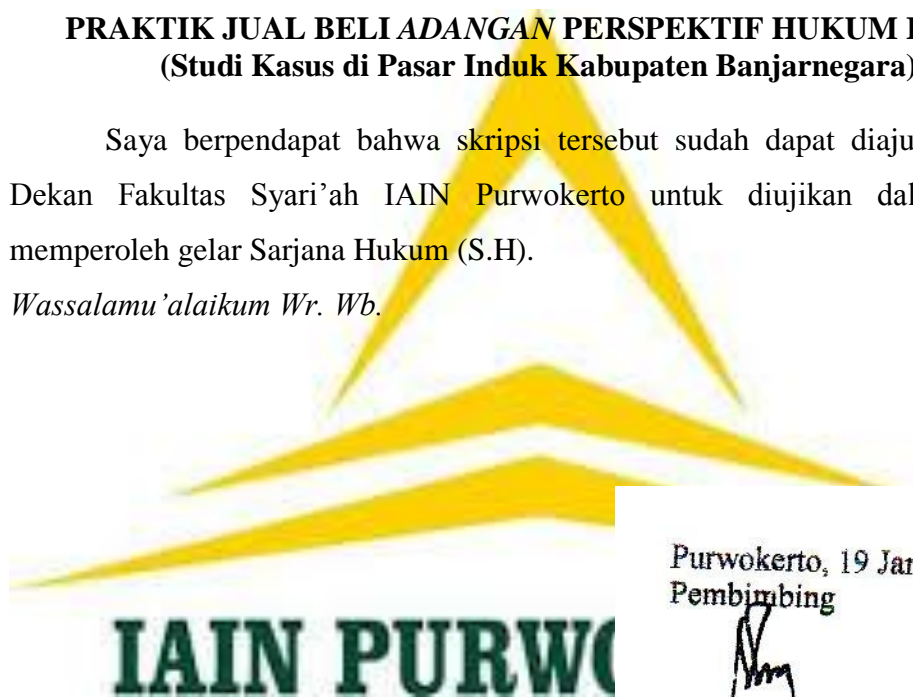 PRAKTIK JUAL BELI ADANGAN PERSPEKTIF HUKUM
(Studi Kasus di Pasar Induk Kabupaten Banjarnegara)
Saya berpendapat bahwa skripsi tersebut sudah dapat diaju
Dekan Fakultas Syari’ah IAIN Purwokerto untuk diujikan dal
memperoleh gelar Sarjana Hukum (S.H).
Wassalamu’alaikum Wr. Wb.
Purwokerto, 19 Jan
Pembimbing
IAIN PURWO